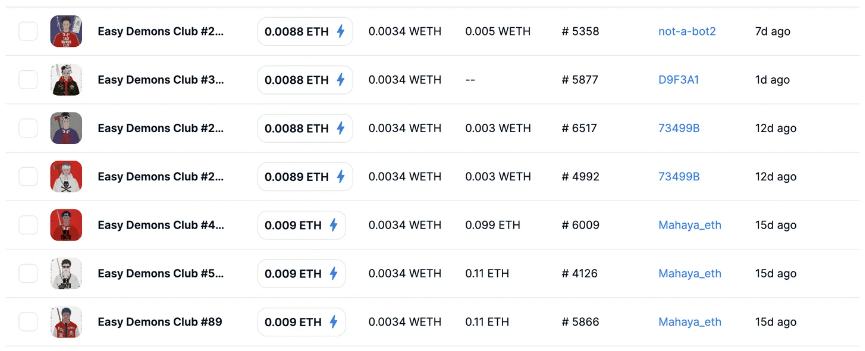 Easy Demons Club #2... 0.0088 ETH 0.0034 WETH 0.005 WETH # 5358 not-a-bot2 7d ago
Easy Demons Club #3... 0.0088 ETH 0.0034 WETH -- # 5877 D9F3A1 1d ago
Easy Demons Club #2... 0.0088 ETH 0.0034 WETH 0.003 WETH # 6517 73499B 12d ago
Easy Demons Club #2... 0.0089 ETH 0.0034 WETH 0.003 WETH # 4992 73499B 12d ago
Easy Demons Club #4... 0.009 ETH 0.0034 WETH 0.099 ETH # 6009 Mahaya_eth 15d ago
Easy Demons Club #5... 0.009 ETH 0.0034 WETH 0.11 ETH # 4126 Mahaya_eth 15d ago
Easy Demons Club #89 0.009 ETH 0.0034 WETH 0.11 ETH # 5866 Mahaya_eth 15d ago